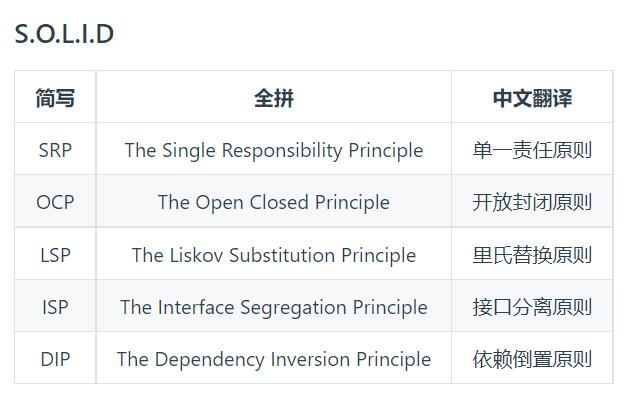 S.O.L.I.D
简写 全拼 中文翻译
SRP The Single Responsibility Principle 单一责任原则
OCP The Open Closed Principle 开放封闭原则
LSP The Liskov Substitution Principle 里氏替换原则
ISP The Interface Segregation Principle 接口分离原则
DIP The Dependency Inversion Principle 依赖倒置原则